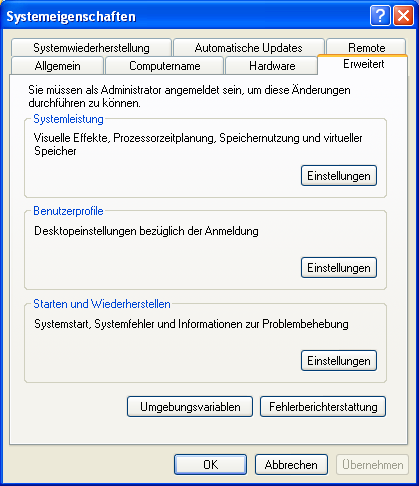 Systemeigenschaften
Systemwiederherstellung Automatische Updates Remote
Allgemein Computername Hardware Erweitert
Sie müssen als Administrator angemeldet sein, um diese Änderungen
durchführen zu können.
Systemleistung
Visuelle Effekte, Prozessorzeitplanung, Speichernutzung und virtueller
Speicher
Einstellungen
Benutzerprofile
Desktopeinstellungen bezüglich der Anmeldung
Einstellungen
Starten und Wiederherstellen
Systemstart, Systemfehler und Informationen zur Problembehebung
Einstellungen
Umgebungsvariablen Fehlerberichterstattung
OK Abbrechen Übernehmen